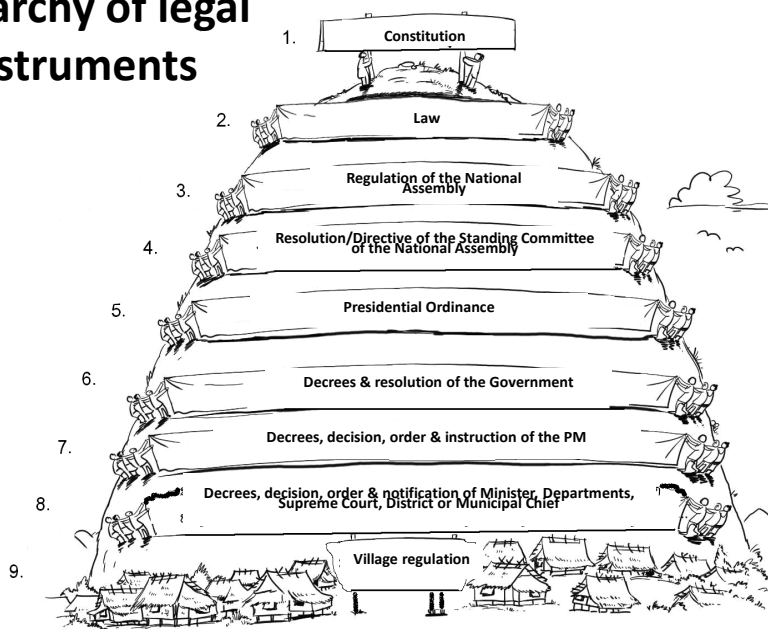 archy of legal
struments
1. Constitution
2. Law
3. Regulation of the National
Assembly
4. Resolution/Directive of the Standing Committee
of the National Assembly
5. Presidential Ordinance
6. Decrees & resolution of the Government
7. Decrees, decision, order & instruction of the PM
8. Decrees, decision, order & notification of Minister, Departments,
Supreme Court, District or Municipal Chief
9. Village regulation